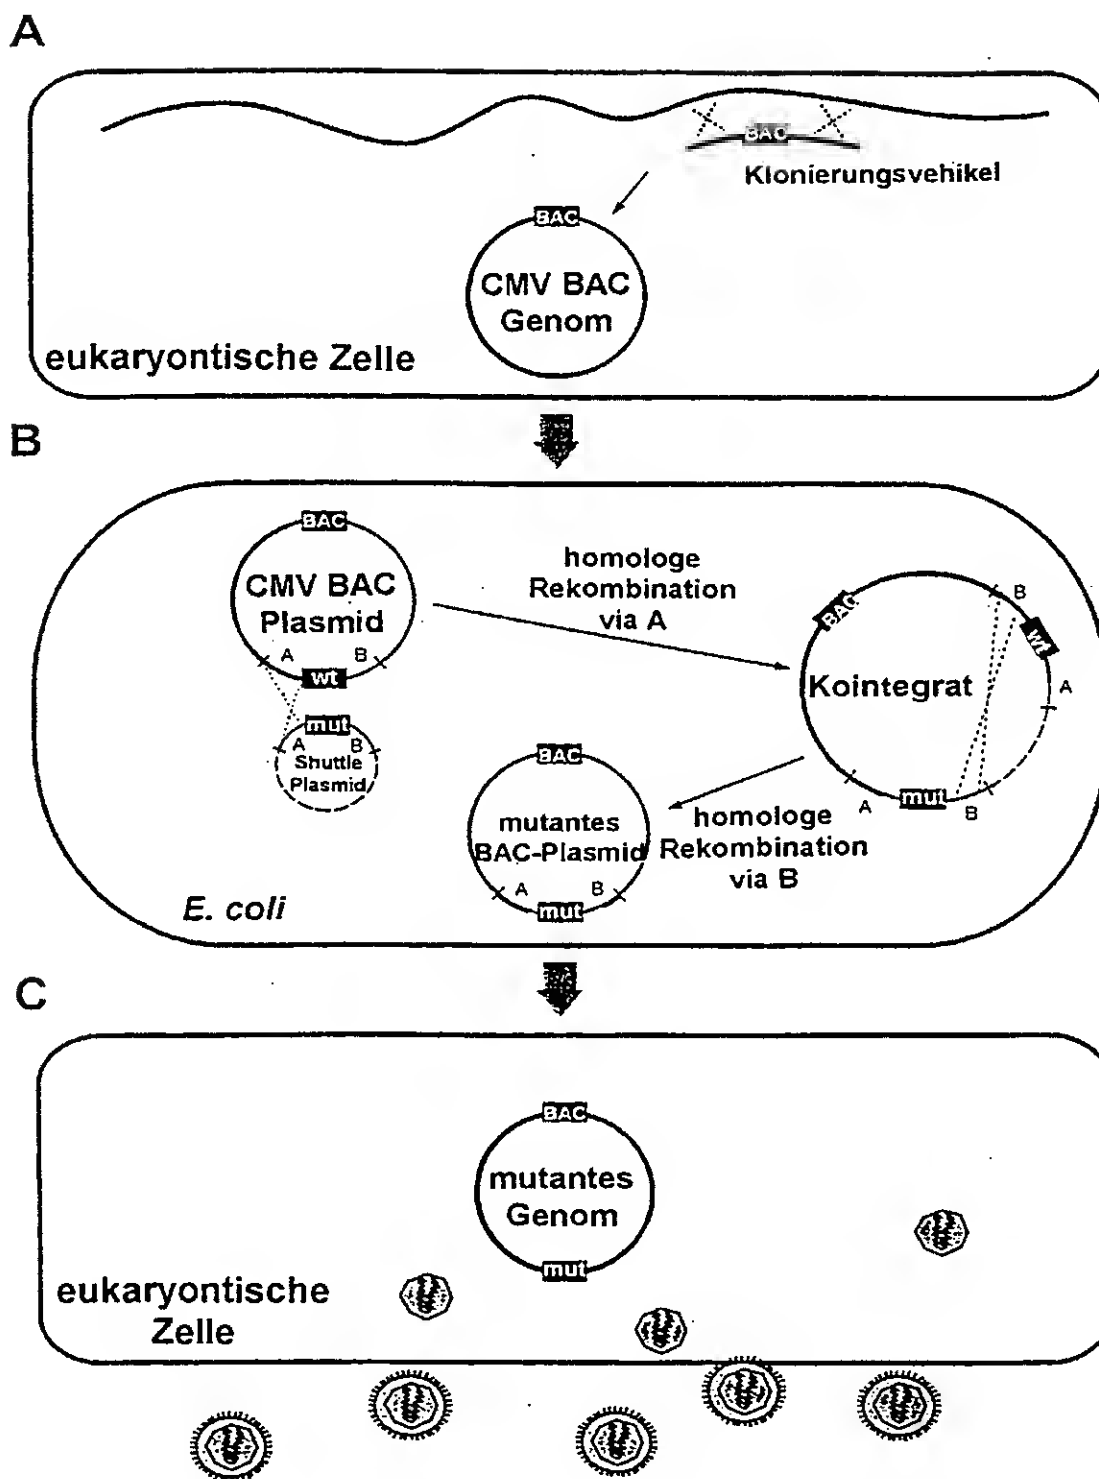 A
BAC
Klonierungsvehikel
BAC
CMV BAC
Genom
eukaryontische Zelle
B
BAC
CMV BAC
Plasmid
A
B
wt
mut
A
B
Shuttle
Plasmid
homologe
Rekombination
via A
BAC
B
wt
Kointegrat
A
A
mut
B
homologe
Rekombination
via B
BAC
mutantes
BAC-Plasmid
A
B
mut
E. coli
C
BAC
mutantes
Genom
mut
eukaryontische
Zelle